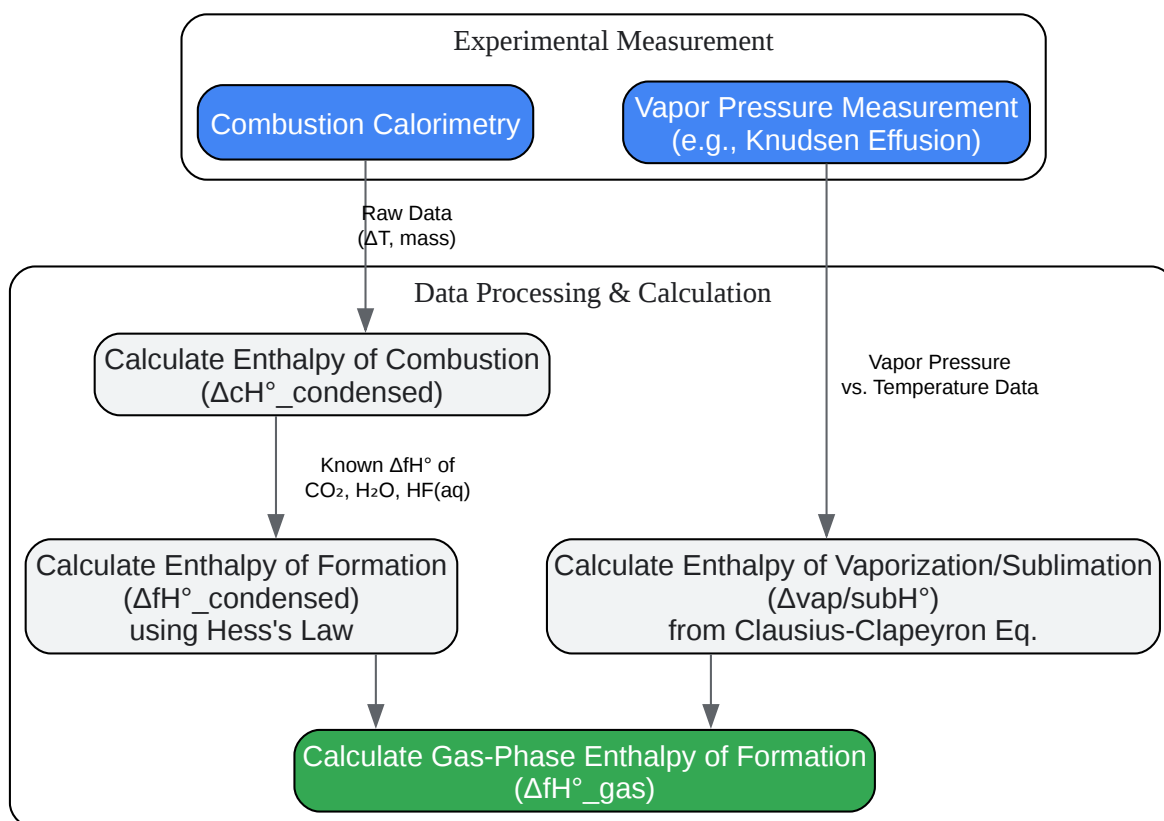 Experimental Measurement
Combustion Calorimetry
Vapor Pressure Measurement
(e.g., Knudsen Effusion)
Raw Data
(ΔT, mass)
Data Processing & Calculation
Calculate Enthalpy of Combustion
(ΔcH°_condensed)
Vapor Pressure
vs. Temperature Data
Known ΔfH° of
CO₂, H₂O, HF(aq)
Calculate Enthalpy of Formation
(ΔfH°_condensed)
using Hess's Law
Calculate Enthalpy of Vaporization/Sublimation
(Δvap/subH°)
from Clausius-Clapeyron Eq.
Calculate Gas-Phase Enthalpy of Formation
(ΔfH°_gas)